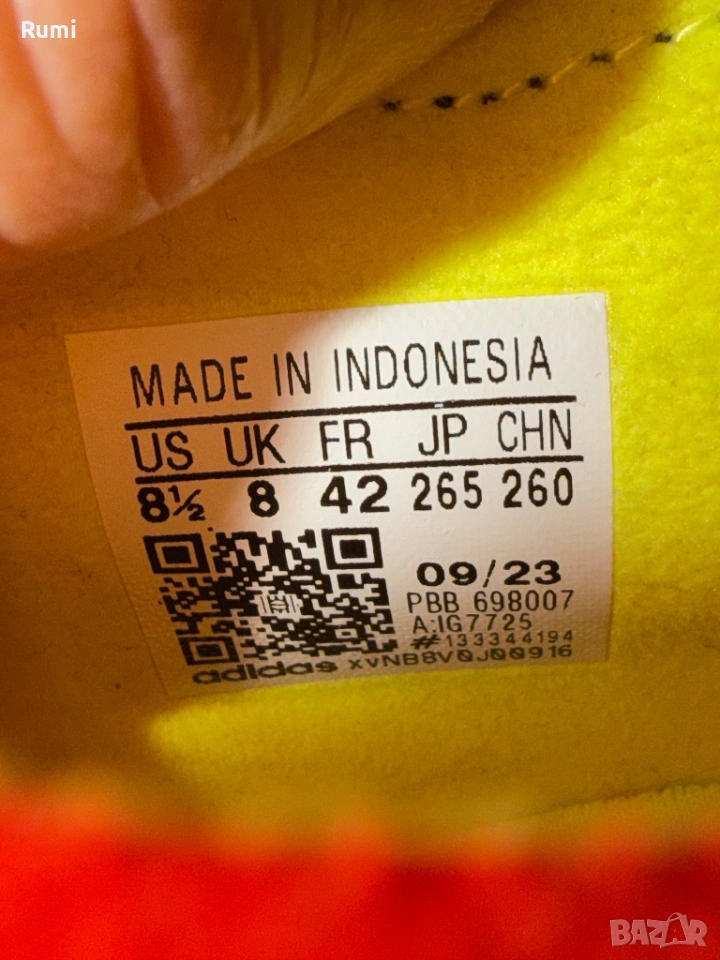 Rumi
MADE IN INDONESIA
US UK FR JP CHN
8½ 8 42 265 260
09/23
PBB 698007
A:IG7725
#133344194
adidas XVNB8V0J00916
BAZAR